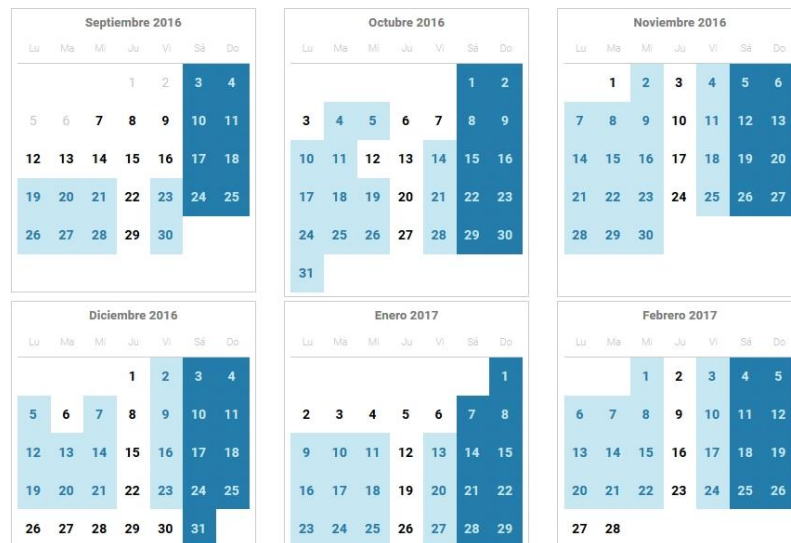 Septiembre 2016
Lu Ma Mi Ju Vi Sá Do
1 2 3 4
5 6 7 8 9 10 11
12 13 14 15 16 17 18
19 20 21 22 23 24 25
26 27 28 29 30
Octubre 2016
Lu Ma Mi Ju Vi Sá Do
1 2
3 4 5 6 7 8 9
10 11 12 13 14 15 16
17 18 19 20 21 22 23
24 25 26 27 28 29 30
31
Noviembre 2016
Lu Ma Mi Ju Vi Sá Do
1 2 3 4 5 6
7 8 9 10 11 12 13
14 15 16 17 18 19 20
21 22 23 24 25 26 27
28 29 30
Diciembre 2016
Lu Ma Mi Ju Vi Sá Do
1 2 3 4
5 6 7 8 9 10 11
12 13 14 15 16 17 18
19 20 21 22 23 24 25
26 27 28 29 30 31
Enero 2017
Lu Ma Mi Ju Vi Sá Do
1
2 3 4 5 6 7 8
9 10 11 12 13 14 15
16 17 18 19 20 21 22
23 24 25 26 27 28 29
Febrero 2017
Lu Ma Mi Ju Vi Sá Do
1 2 3 4 5
6 7 8 9 10 11 12
13 14 15 16 17 18 19
20 21 22 23 24 25 26
27 28